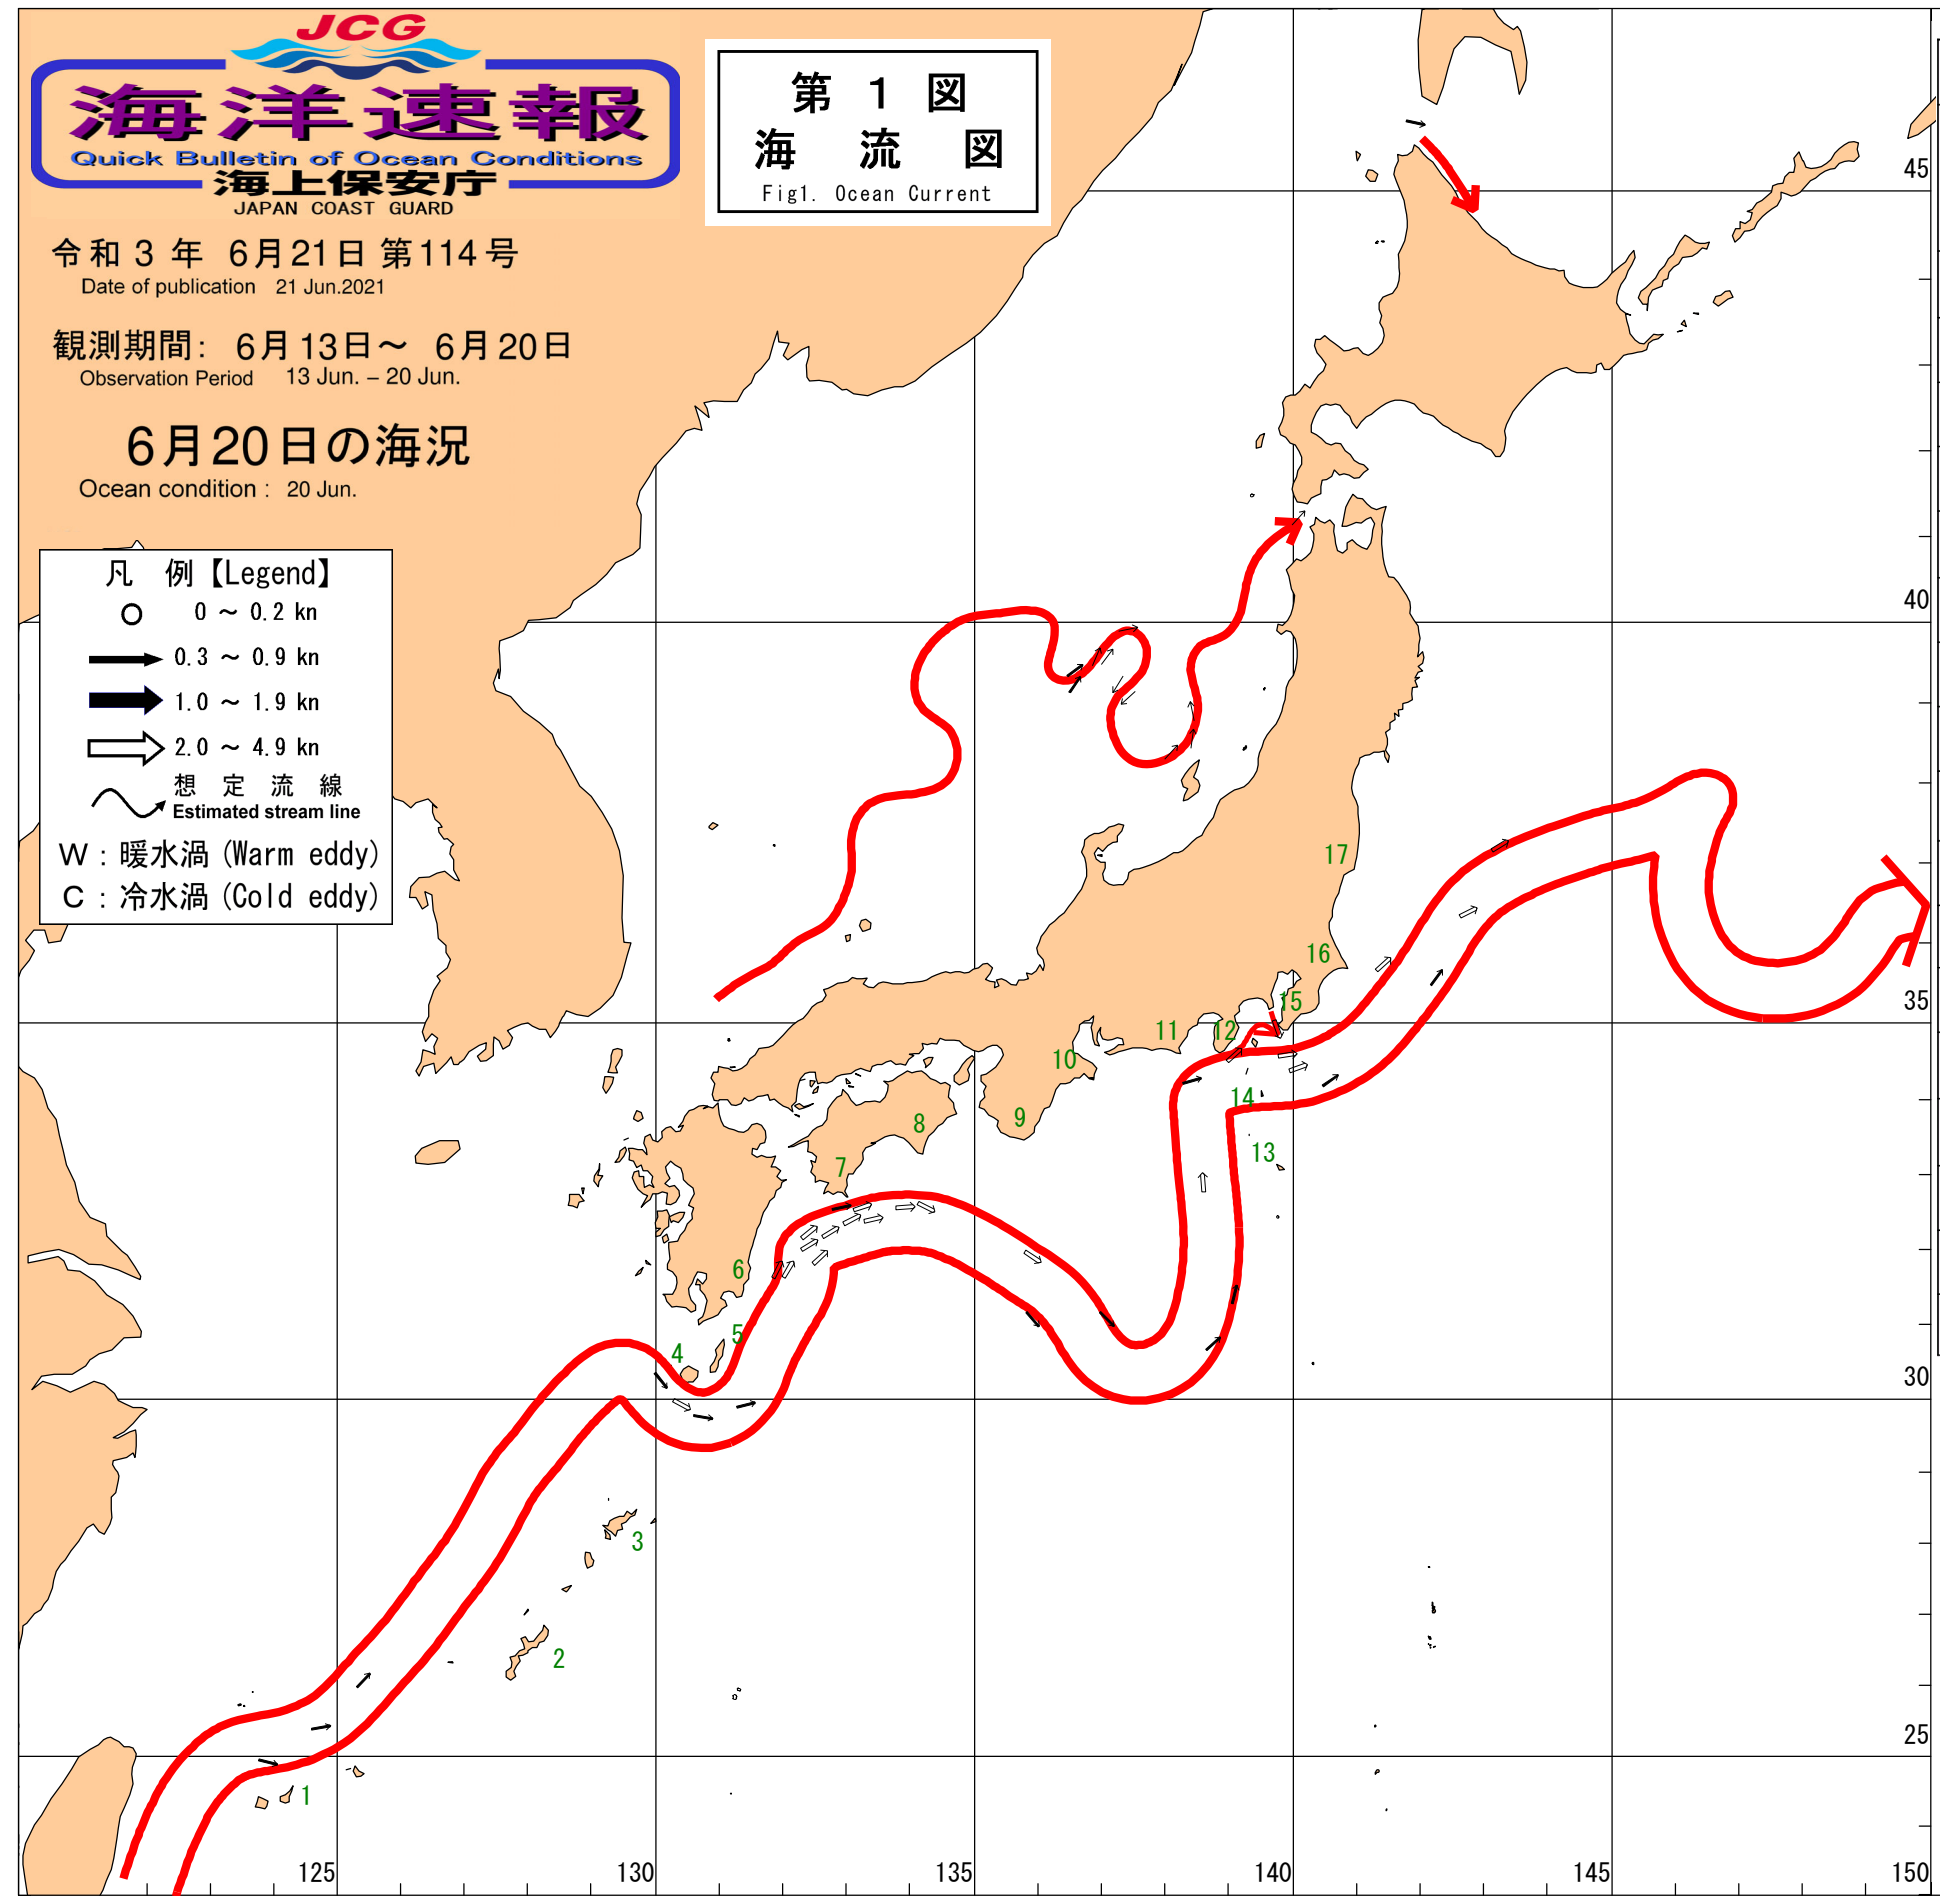 JCG
海洋速報
Quick Bulletin of Ocean Conditions
海上保安庁
JAPAN COAST GUARD
令和 3 年 6月21日 第114号
Date of publication 21 Jun.2021
観測期間: 6月13日～ 6月20日
Observation Period 13 Jun. – 20 Jun.
6月20日の海況
Ocean condition : 20 Jun.
第 1 図
海 流 図
Fig1. Ocean Current
凡 例【Legend】
0 ～ 0.2 kn
0.3 ～ 0.9 kn
1.0 ～ 1.9 kn
2.0 ～ 4.9 kn
想 定 流 線
Estimated stream line
W : 暖水渦 (Warm eddy)
C : 冷水渦 (Cold eddy)
45
40
17
16
35
15
12
11
10
14
9
8
13
7
6
5
4
30
3
2
25
1
125
130
135
140
145
150